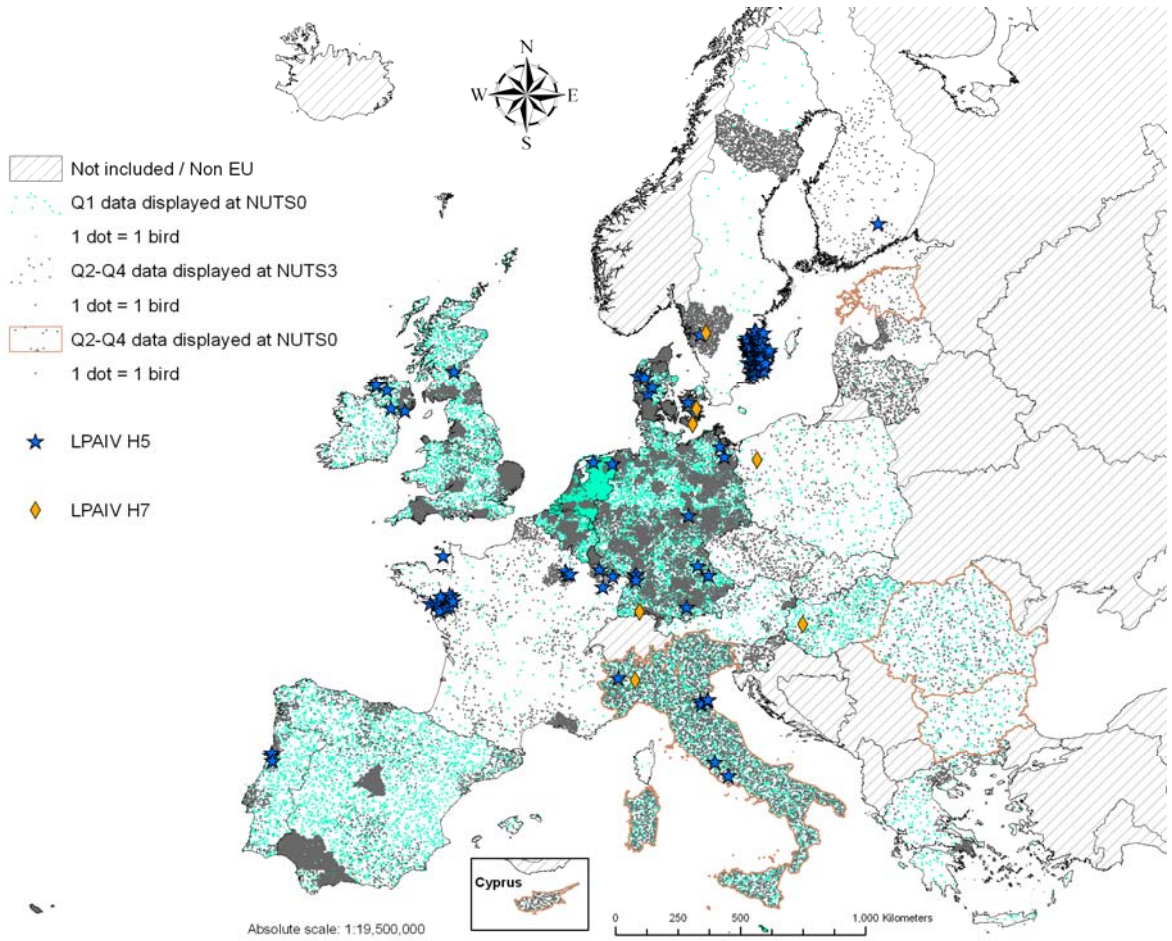 N
W E
S
Not included / Non EU
Q1 data displayed at NUTS0
1 dot = 1 bird
Q2-Q4 data displayed at NUTS3
1 dot = 1 bird
Q2-Q4 data displayed at NUTS0
1 dot = 1 bird
LPAIV H5
LPAIV H7
Cyprus
Absolute scale: 1:19,500,000
0 250 500 1,000 Kilometers